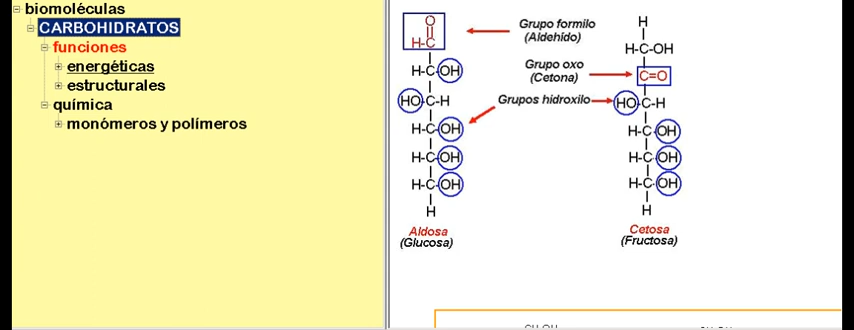 biomoléculas
CARBOHIDRATOS
funciones
energéticas
estructurales
química
monómeros y polímeros
O
H-C
H-C-OH
HO-C-H
H-C-OH
H-C-OH
H-C-OH
H
Aldosa
(Glucosa)
Grupo formilo
(Aldehído)
Grupo oxo
(Cetona)
Grupos hidroxilo
H
H-C-OH
C=O
HO-C-H
H-C-OH
H-C-OH
H-C-OH
H
Cetosa
(Fructosa)